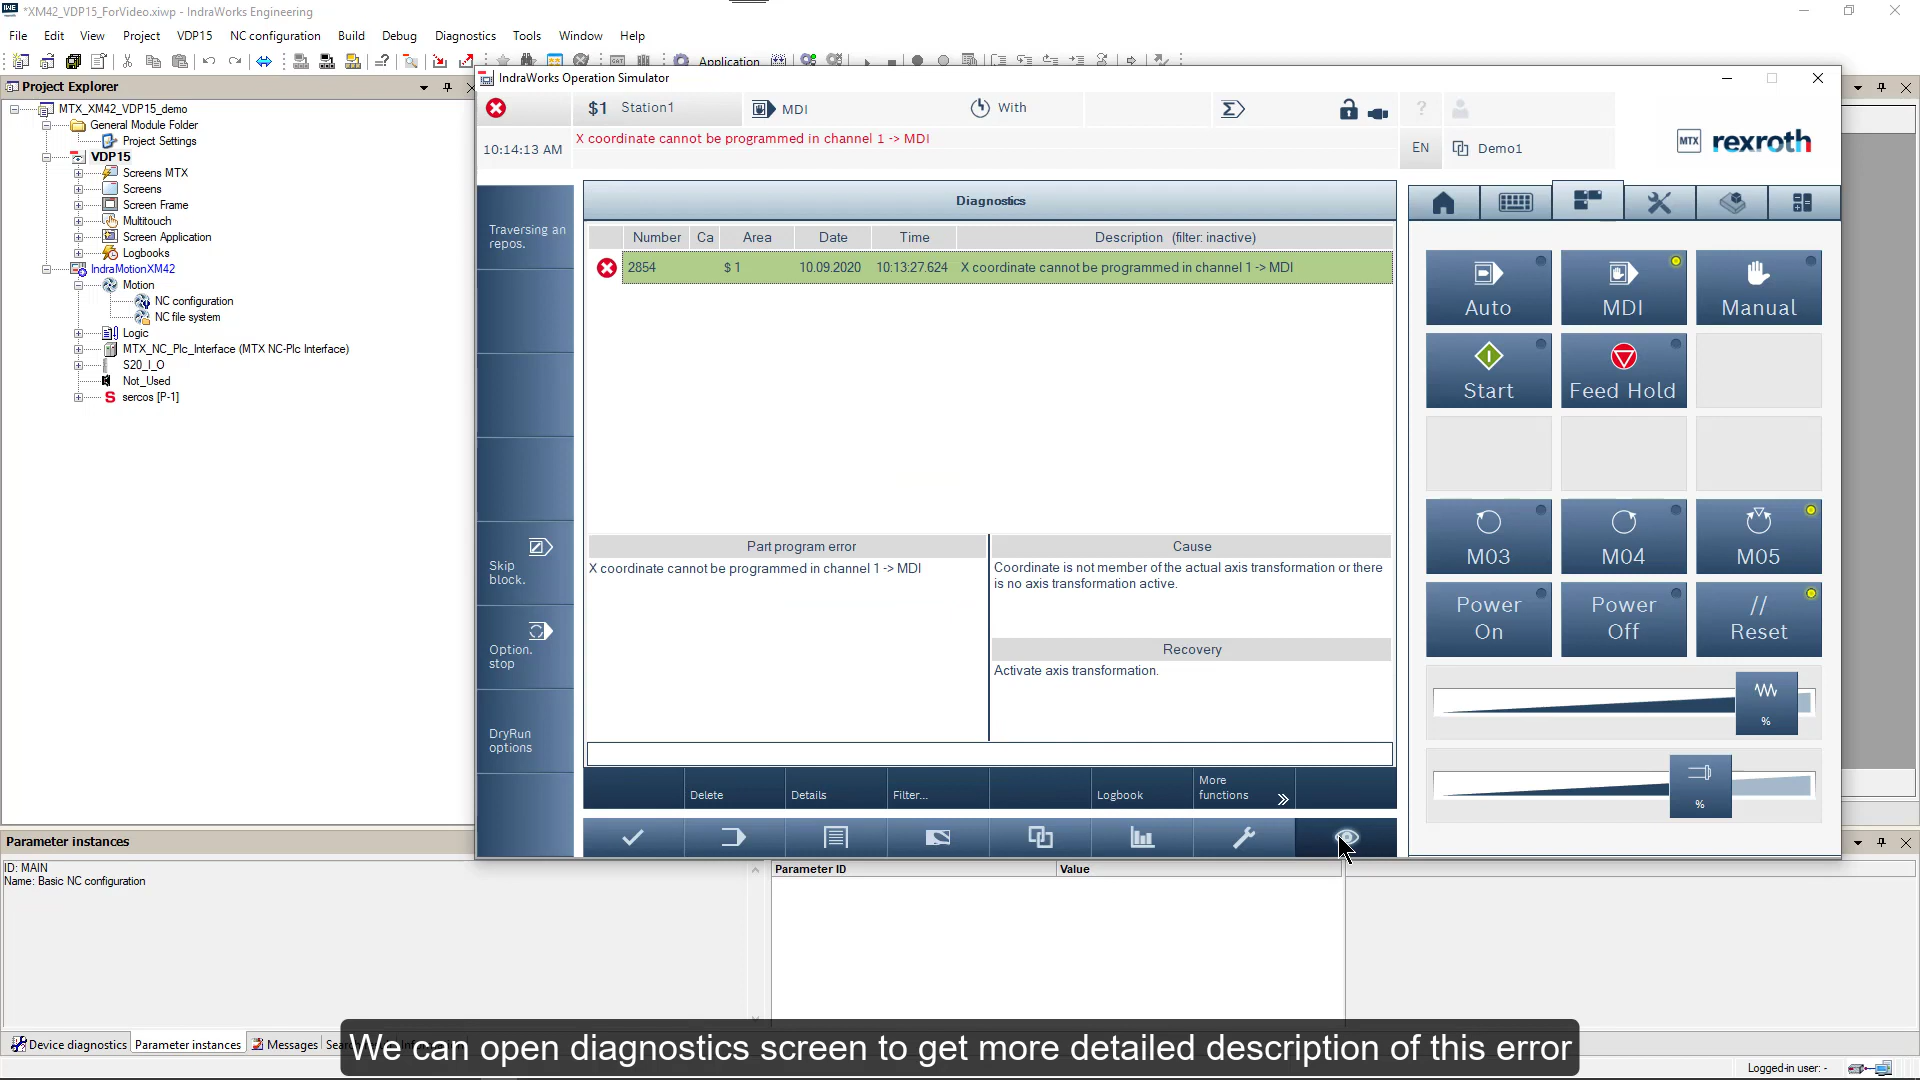 *XM42_VDP15_ForVideo.xiwp - IndraWorks Engineering
File Edit View Project VDP15 NC configuration Build Debug Diagnostics Tools Window Help
Application
Project Explorer
MTX_XM42_VDP15_demo
General Module Folder
Project Settings
VDP15
Screens MTX
Screens
Screen Frame
Multitouch
Screen Application
Logbooks
IndraMotionXM42
Motion
NC configuration
NC file system
Logic
MTX_NC_Plc_Interface (MTX NC-Plc Interface)
S20_I_O
Not_Used
sercos [P-1]
IndraWorks Operation Simulator
$1 Station1 MDI With
10:14:13 AM
X coordinate cannot be programmed in channel 1 -> MDI
EN Demo1
MTX rexroth
Traversing an
repos.
Skip
block.
Option.
stop
DryRun
options
Diagnostics
Number Ca Area Date Time Description (filter: inactive)
2854 $ 1 10.09.2020 10:13:27.624 X coordinate cannot be programmed in channel 1 -> MDI
Part program error
X coordinate cannot be programmed in channel 1 -> MDI
Cause
Coordinate is not member of the actual axis transformation or there
is no axis transformation active.
Recovery
Activate axis transformation.
Delete Details Filter... Logbook More
functions
Auto MDI Manual
Start Feed Hold
M03 M04 M05
Power
On
Power
Off
//
Reset
%
%
Parameter instances
ID: MAIN
Name: Basic NC configuration
Parameter ID Value
Device diagnostics Parameter instances Messages
We can open diagnostics screen to get more detailed description of this error
Logged-in user: -